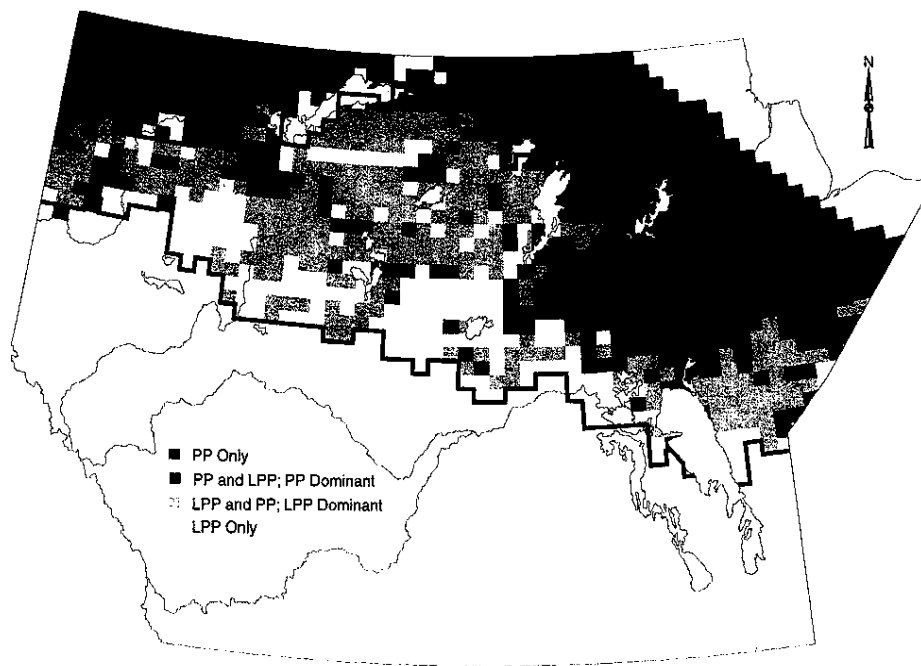 N
PP Only
PP and LPP; PP Dominant
LPP and PP; LPP Dominant
LPP Only